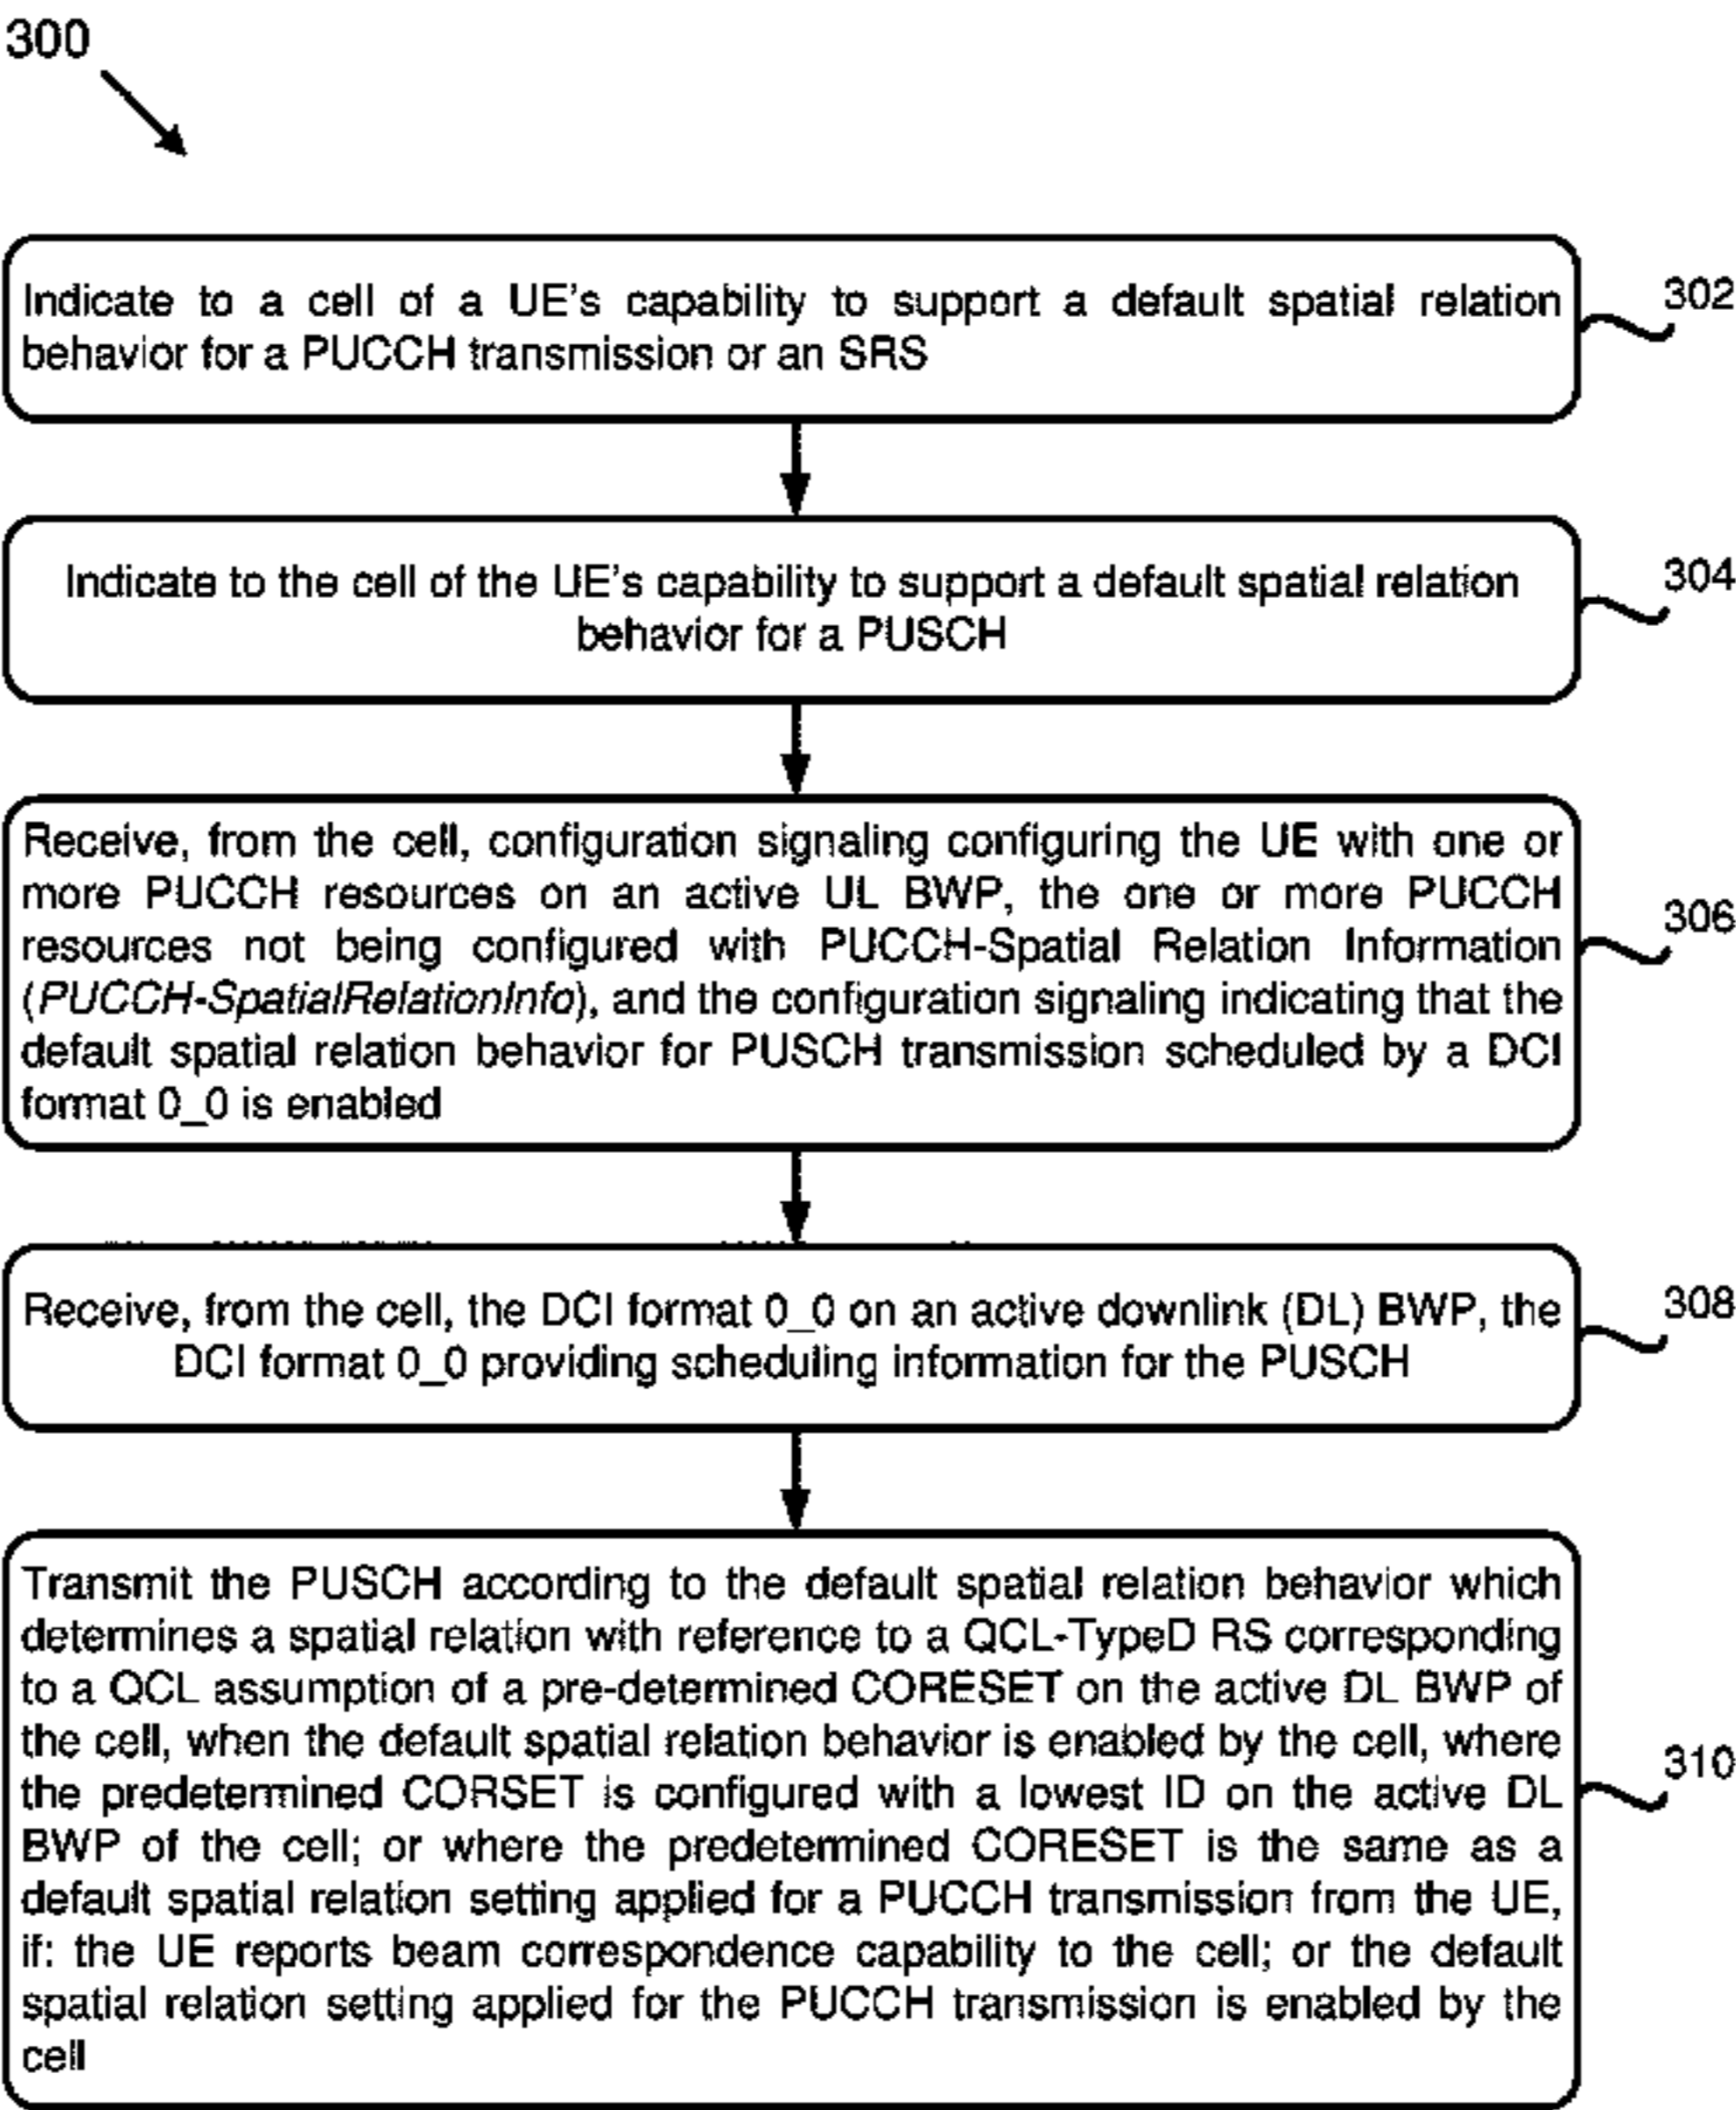 300
Indicate to a cell of a UE's capability to support a default spatial relation
behavior for a PUCCH transmission or an SRS
302
Indicate to the cell of the UE's capability to support a default spatial relation
behavior for a PUSCH
304
Receive, from the cell, configuration signaling configuring the UE with one or
more PUCCH resources on an active UL BWP, the one or more PUCCH
resources not being configured with PUCCH-Spatial Relation Information
(PUCCH-SpatialRelationInfo), and the configuration signaling indicating that the
default spatial relation behavior for PUSCH transmission scheduled by a DCI
format 0_0 is enabled
306
Receive, from the cell, the DCI format 0_0 on an active downlink (DL) BWP, the
DCI format 0_0 providing scheduling information for the PUSCH
308
Transmit the PUSCH according to the default spatial relation behavior which
determines a spatial relation with reference to a QCL-TypeD RS corresponding
to a QCL assumption of a pre-determined CORESET on the active DL BWP of
the cell, when the default spatial relation behavior is enabled by the cell, where
the predetermined CORSET is configured with a lowest ID on the active DL
BWP of the cell; or where the predetermined CORESET is the same as a
default spatial relation setting applied for a PUCCH transmission from the UE,
if: the UE reports beam correspondence capability to the cell; or the default
spatial relation setting applied for the PUCCH transmission is enabled by the
cell
310